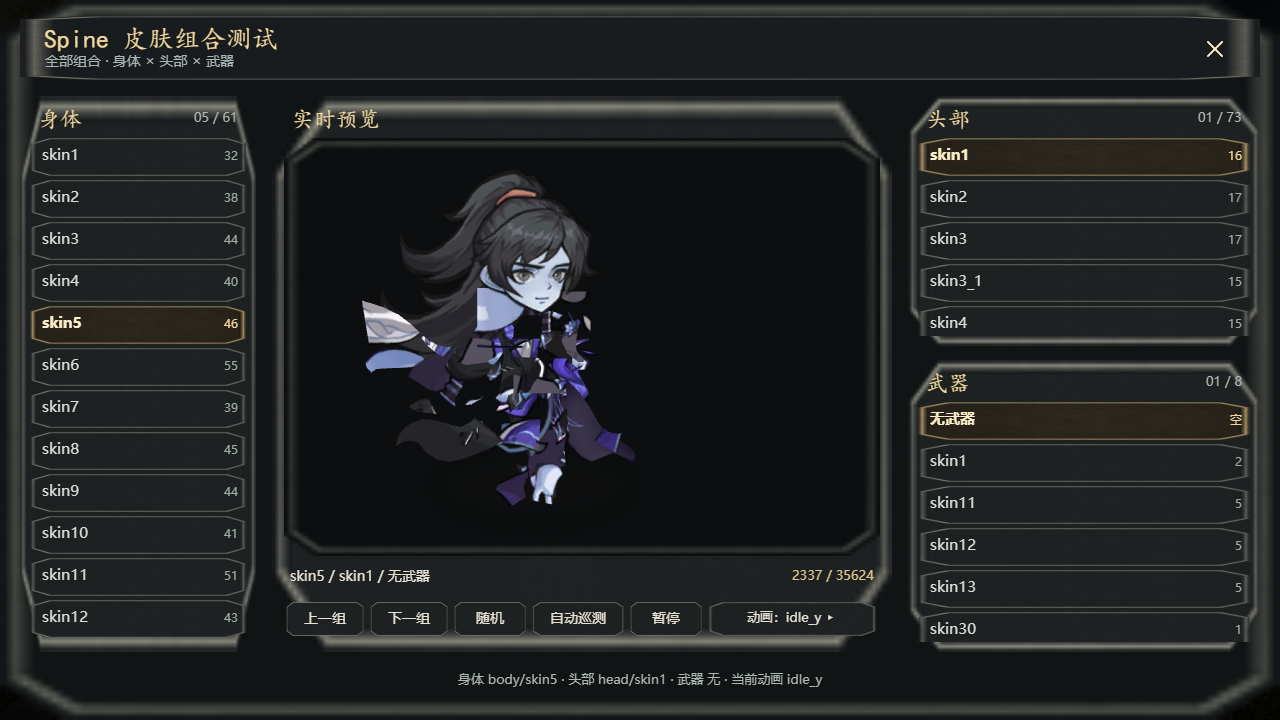 Spine 皮肤组合测试
全部组合 · 身体 × 头部 × 武器
身体 05 / 61
skin1 32
skin2 38
skin3 44
skin4 40
skin5 46
skin6 55
skin7 39
skin8 45
skin9 44
skin10 41
skin11 51
skin12 43
实时预览
skin5 / skin1 / 无武器 2337 / 35624
上一组 下一组 随机 自动巡测 暂停 动画: idle_y ▸
头部 01 / 73
skin1 16
skin2 17
skin3 17
skin3_1 15
skin4 15
武器 01 / 8
无武器 空
skin1 2
skin11 5
skin12 5
skin13 5
skin30 1
身体 body/skin5 · 头部 head/skin1 · 武器 无 · 当前动画 idle_y